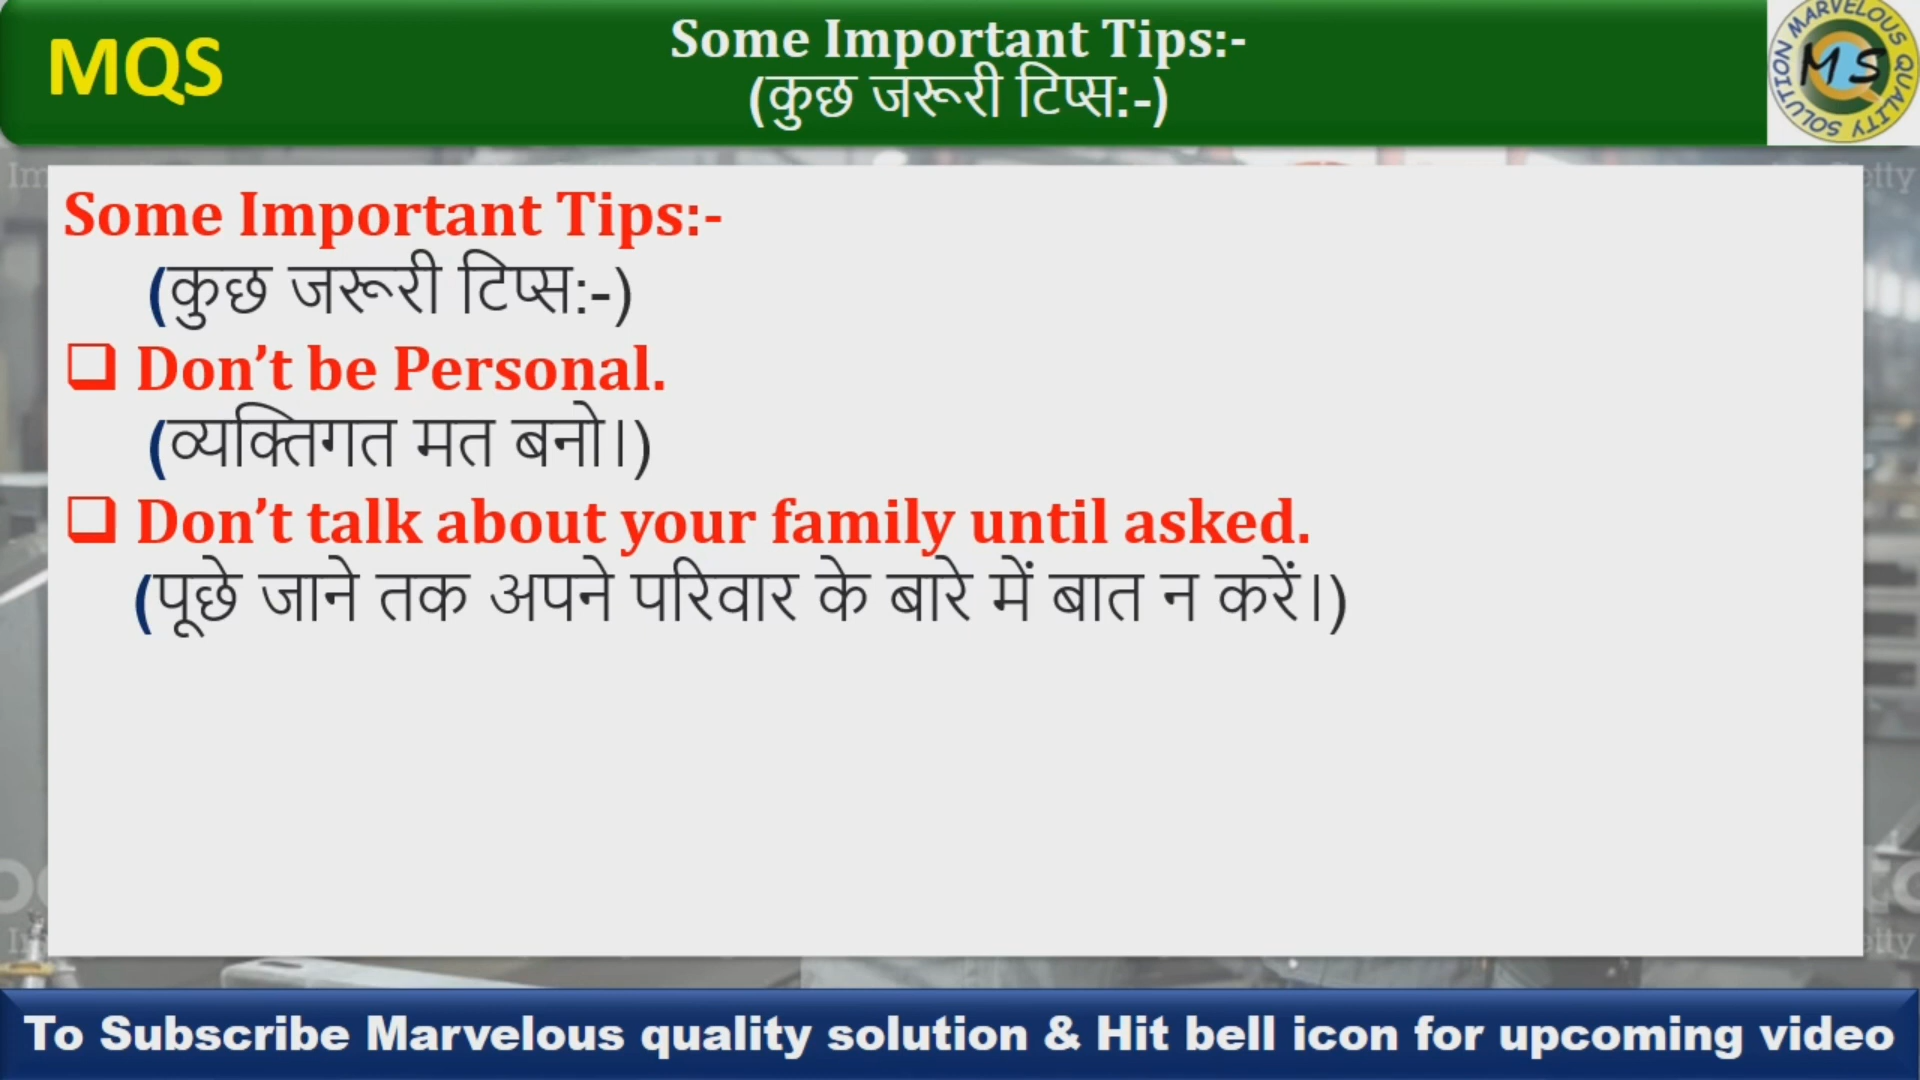 MQS
Some Important Tips:-
(कुछ जरूरी टिप्स:-)
MARVELOUS QUALITY SOLUTION
MS
Some Important Tips:-
(कुछ जरूरी टिप्स:-)
❑ Don't be Personal.
(व्यक्तिगत मत बनो।)
❑ Don't talk about your family until asked.
(पूछे जाने तक अपने परिवार के बारे में बात न करें।)
To Subscribe Marvelous quality solution & Hit bell icon for upcoming video